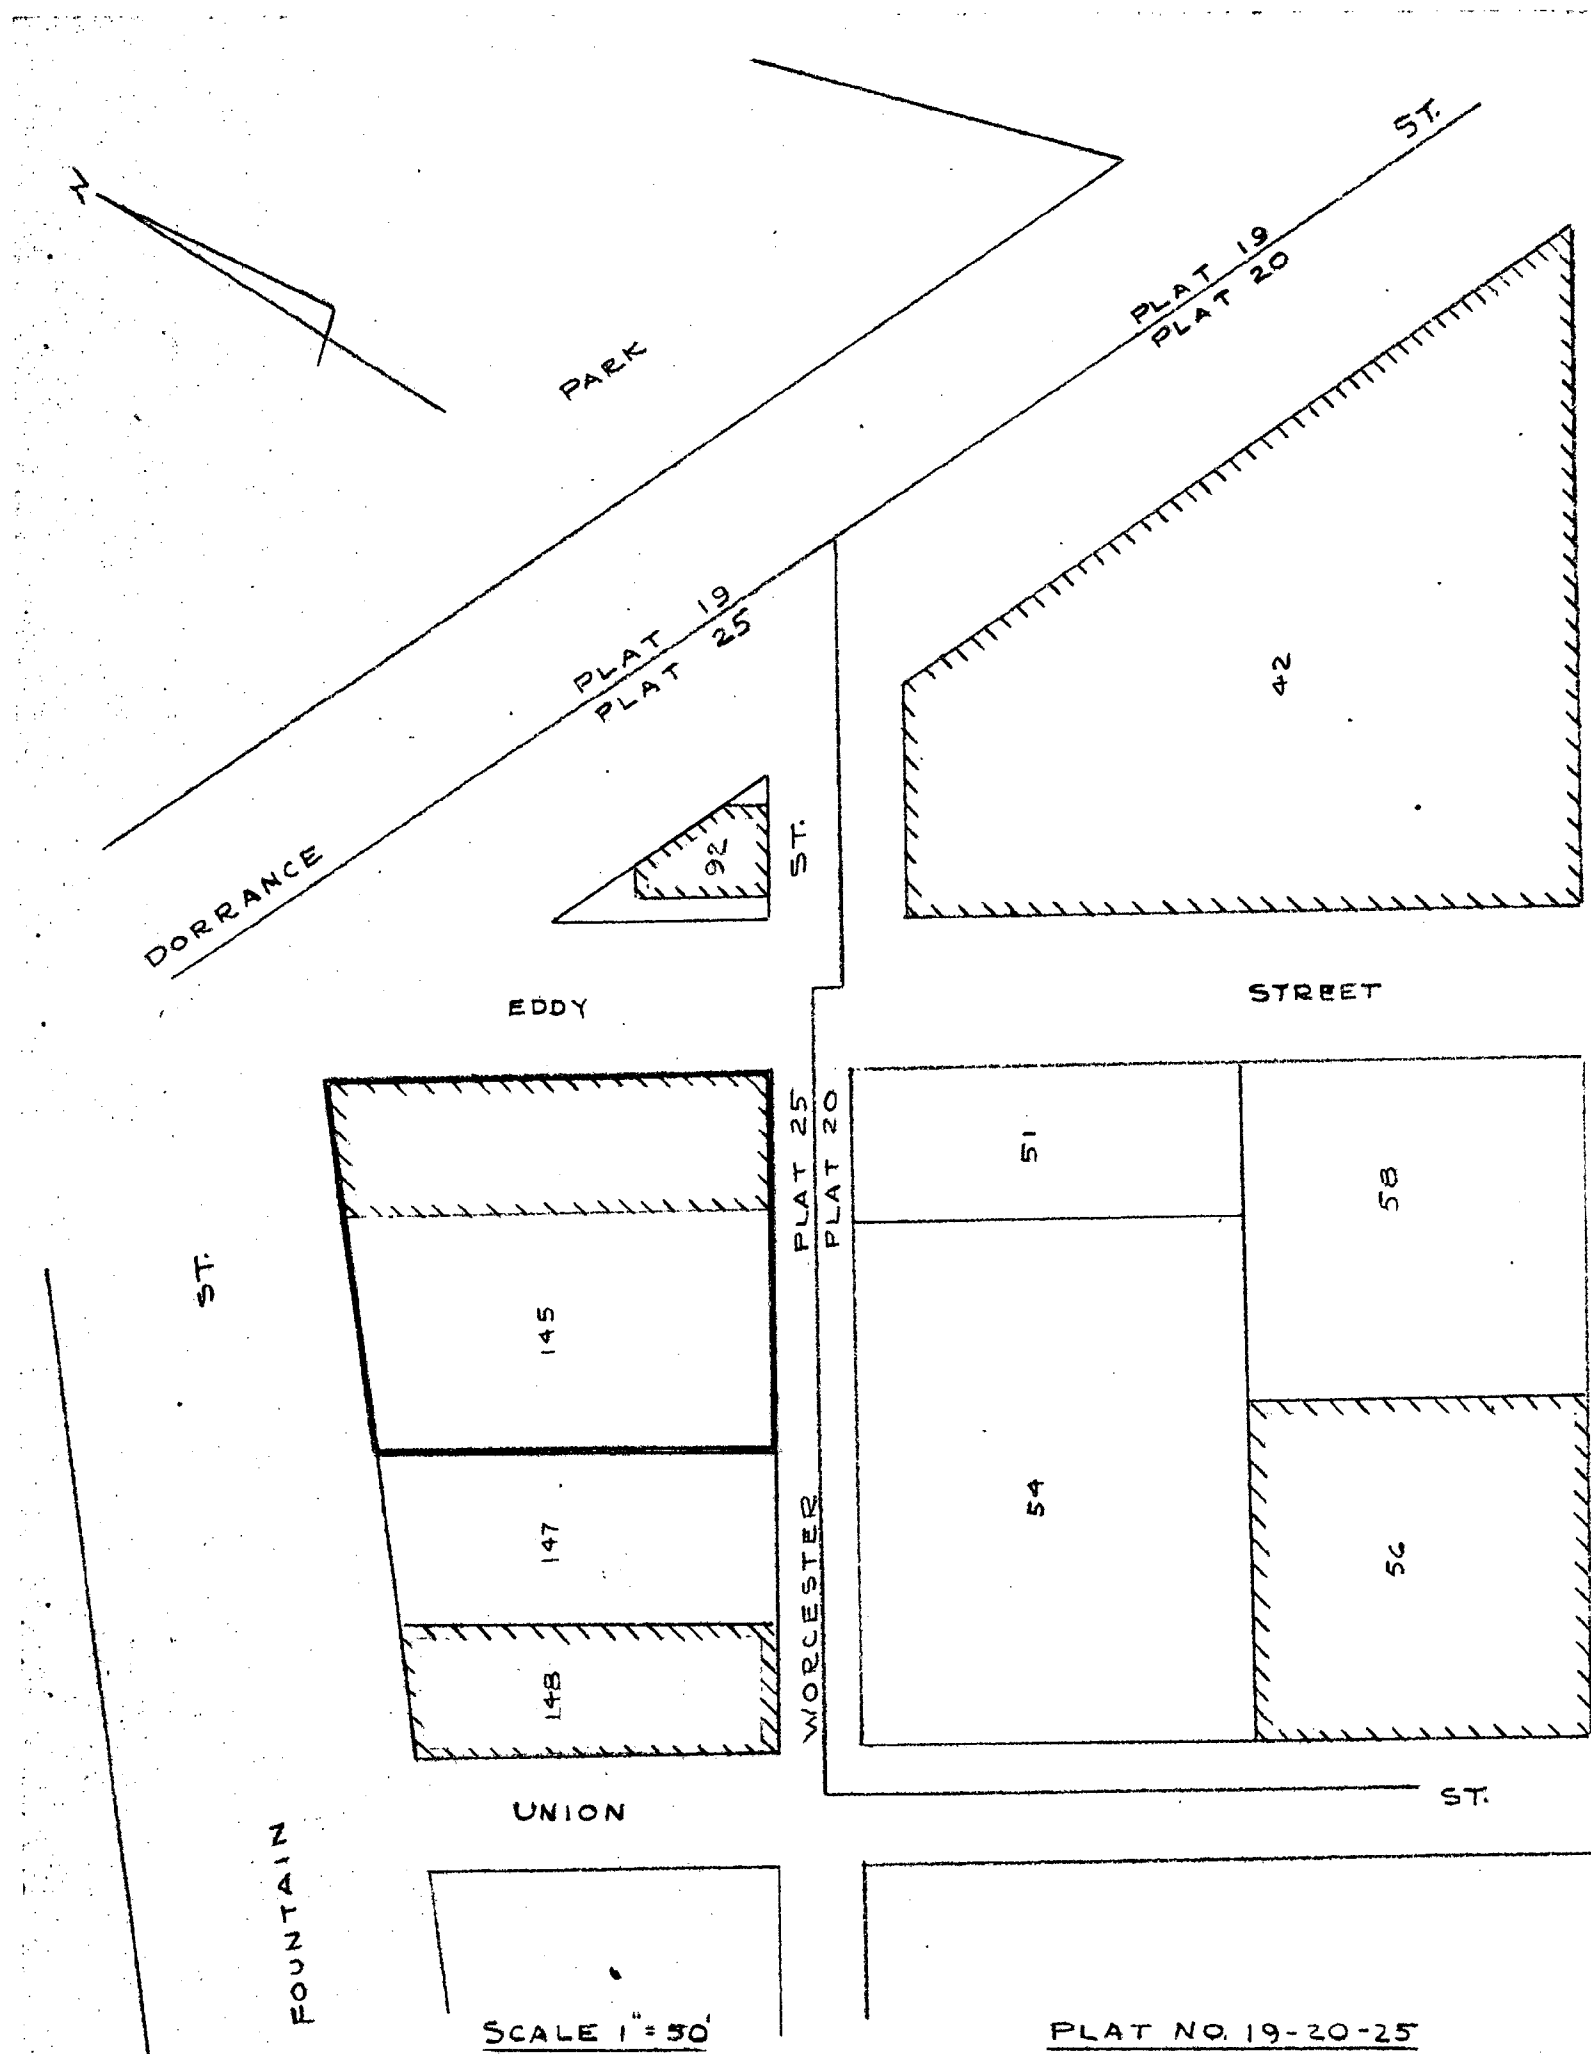 N
ST.
PLAT 19
PLAT 20
PARK
PLAT 19
PLAT 25
42
92
ST.
DORRANCE
EDDY
STREET
PLAT 25
PLAT 20
51
58
ST.
145
54
147
56
WORCESTER
148
UNION
ST.
FOUNTAIN
SCALE 1" = 50'
PLAT NO. 19-20-25